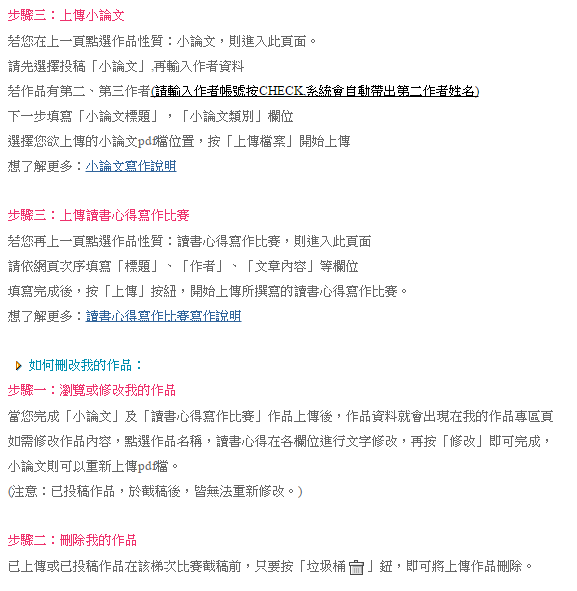 步驟三：上傳小論文
若您在上一頁點選作品性質：小論文，則進入此頁面。
請先選擇投稿「小論文」,再輸入作者資料
若作品有第二、第三作者(請輸入作者帳號按CHECK.系統會自動帶出第二作者姓名)
下一步填寫「小論文標題」，「小論文類別」欄位
選擇您欲上傳的小論文pdf檔位置，按「上傳檔案」開始上傳
想了解更多：小論文寫作說明
步驟三：上傳讀書心得寫作比賽
若您再上一頁點選作品性質：讀書心得寫作比賽，則進入此頁面
請依網頁次序填寫「標題」、「作者」、「文章內容」等欄位
填寫完成後，按「上傳」按鈕，開始上傳所撰寫的讀書心得寫作比賽。
想了解更多：讀書心得寫作比賽寫作說明
如何刪改我的作品：
步驟一：瀏覽或修改我的作品
當您完成「小論文」及「讀書心得寫作比賽」作品上傳後，作品資料就會出現在我的作品專區頁
如需修改作品內容，點選作品名稱，讀書心得在各欄位進行文字修改，再按「修改」即可完成，
小論文則可以重新上傳pdf檔。
(注意：已投稿作品，於截稿後，皆無法重新修改。)
步驟二：刪除我的作品
已上傳或已投稿作品在該梯次比賽截稿前，只要按「垃圾桶」鈕，即可將上傳作品刪除。